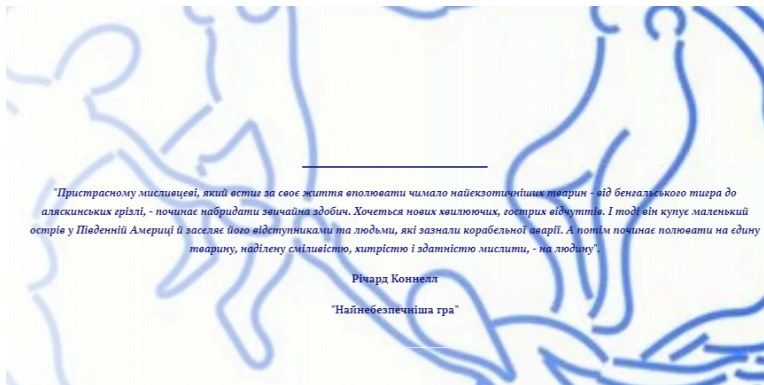 "Пристрасному мисливцеві, який встиг за своє життя вполювати чимало найекзотичніших тварин - від бенгальського тигра до
аляскинських грізлі, - починає набридати звичайна здобич. Хочеться нових хвилюючих, гострих відчуттів. І тоді він купує маленький
острів у Південній Америці й заселяє його відступниками та людьми, які зазнали корабельної аварії. А потім починає полювати на єдину
тварину, наділену сміливістю, хитрістю і здатністю мислити, - на людину".
Річард Коннелл
"Найнебезпечніша гра"